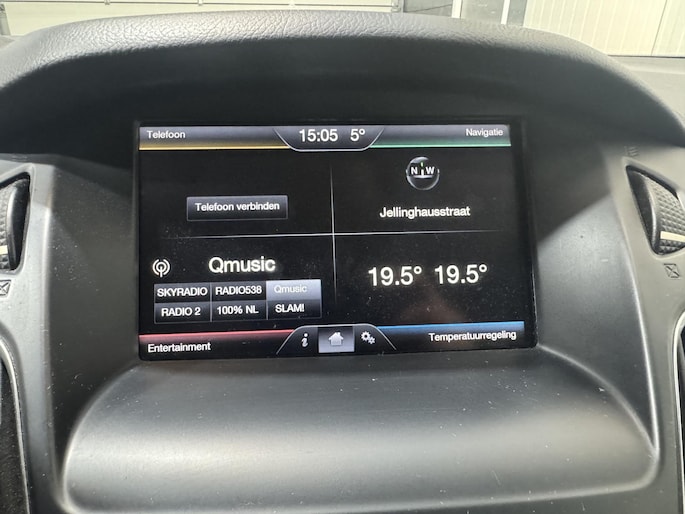 Telefoon
15:05 5°
Navigatie
Telefoon verbinden
N W
Jellinghausstraat
Qmusic
SKYRADIO RADIO538 Qmusic
RADIO 2 100% NL SLAM!
19.5° 19.5°
Entertainment
i
Temperatuurregeling